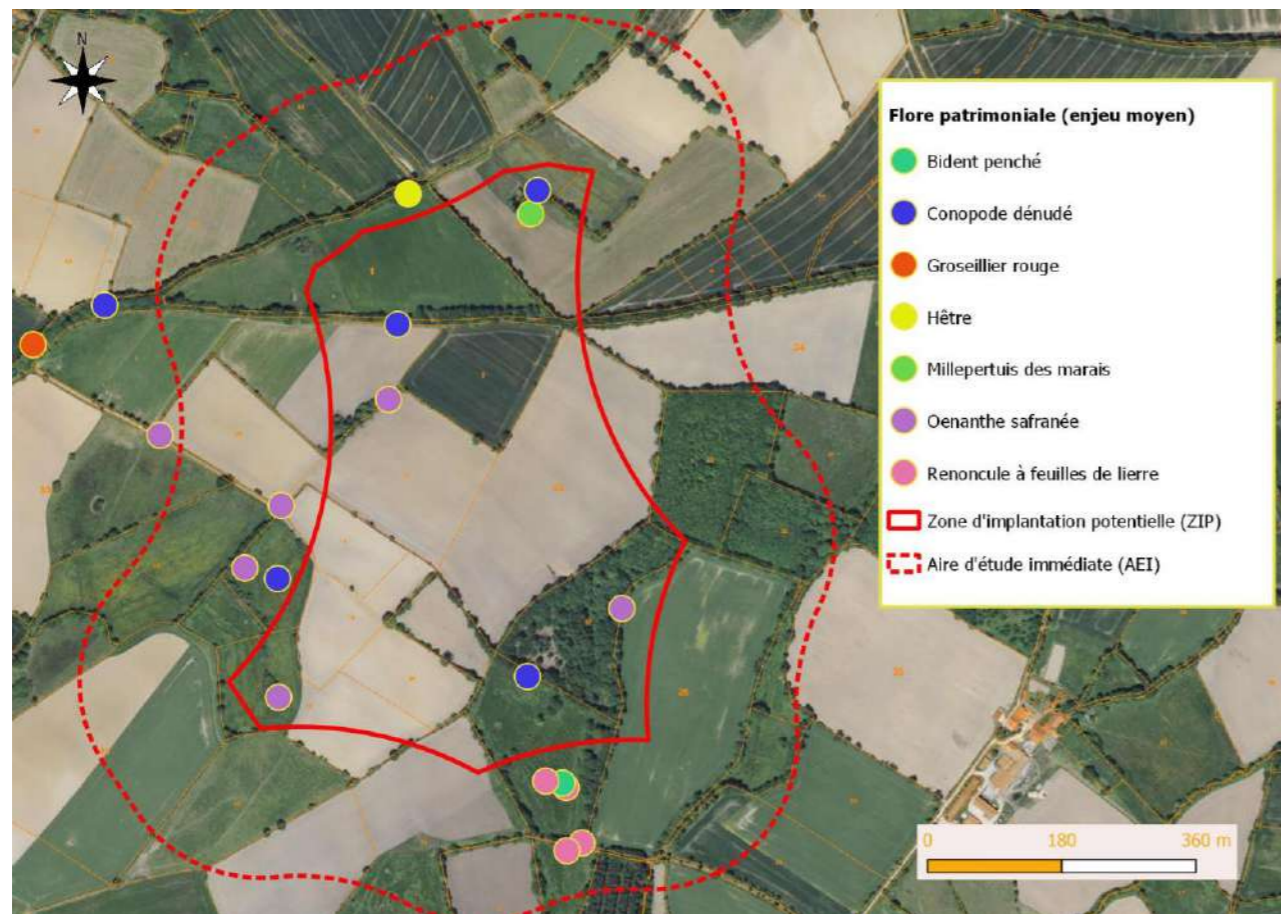 N
Flore patrimoniale (enjeu moyen)
Bident penché
Conopode dénudé
Groseillier rouge
Hêtre
Millepertuis des marais
Oenanthe safranée
Renoncule à feuilles de lierre
Zone d'implantation potentielle (ZIP)
Aire d'étude immédiate (AEI)
0 180 360 m